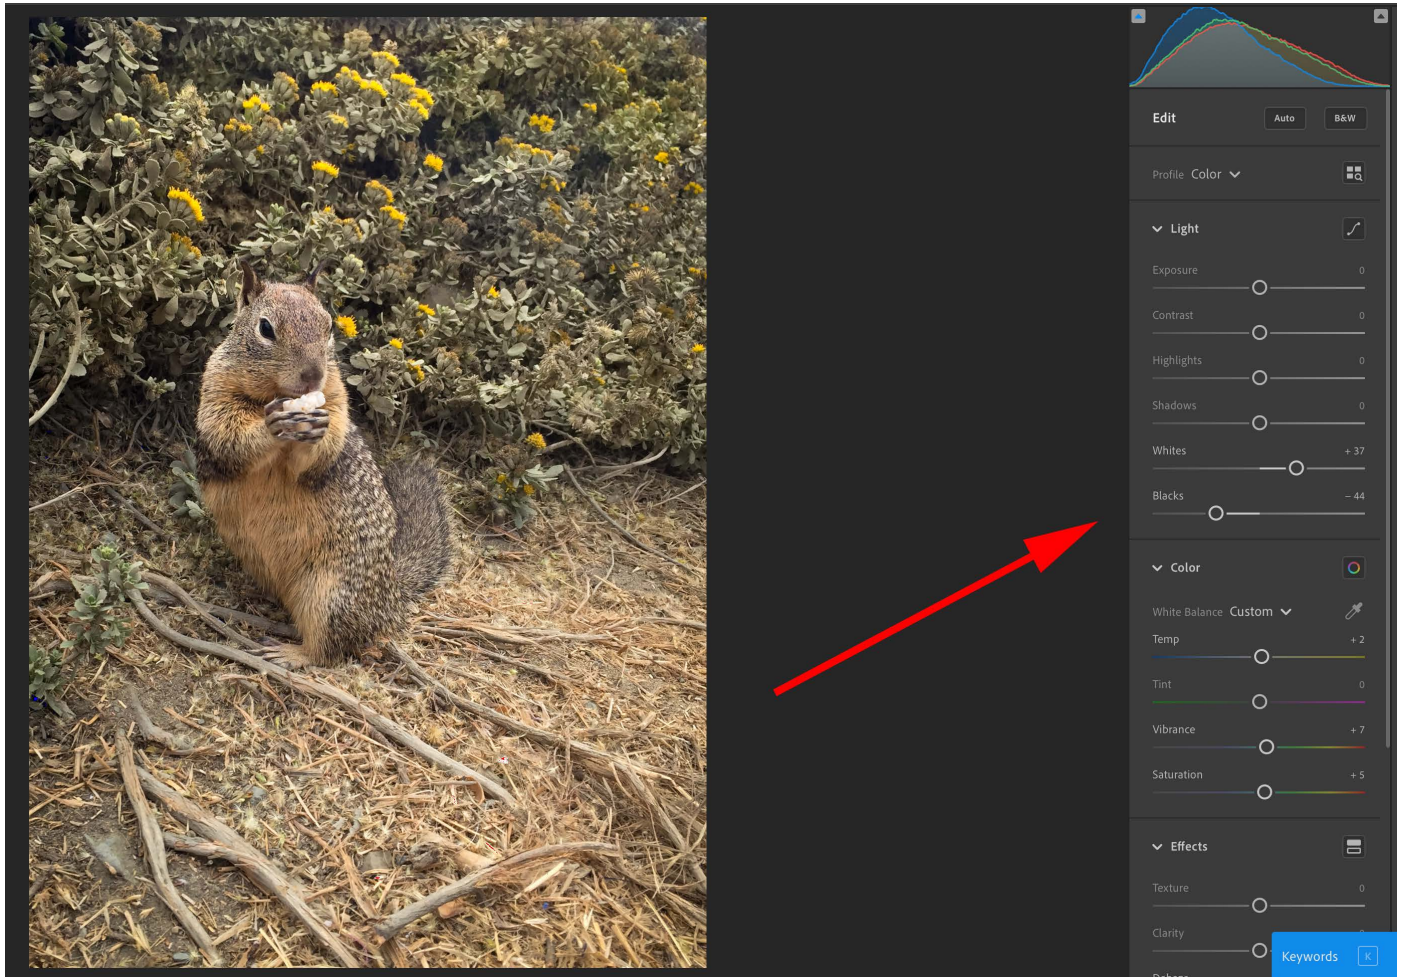 Edit Auto B&W
Profile Color
Light
Exposure 0
Contrast 0
Highlights 0
Shadows 0
Whites + 37
Blacks − 44
Color
White Balance Custom
Temp + 2
Tint 0
Vibrance + 7
Saturation + 5
Effects
Texture 0
Clarity
Keywords K